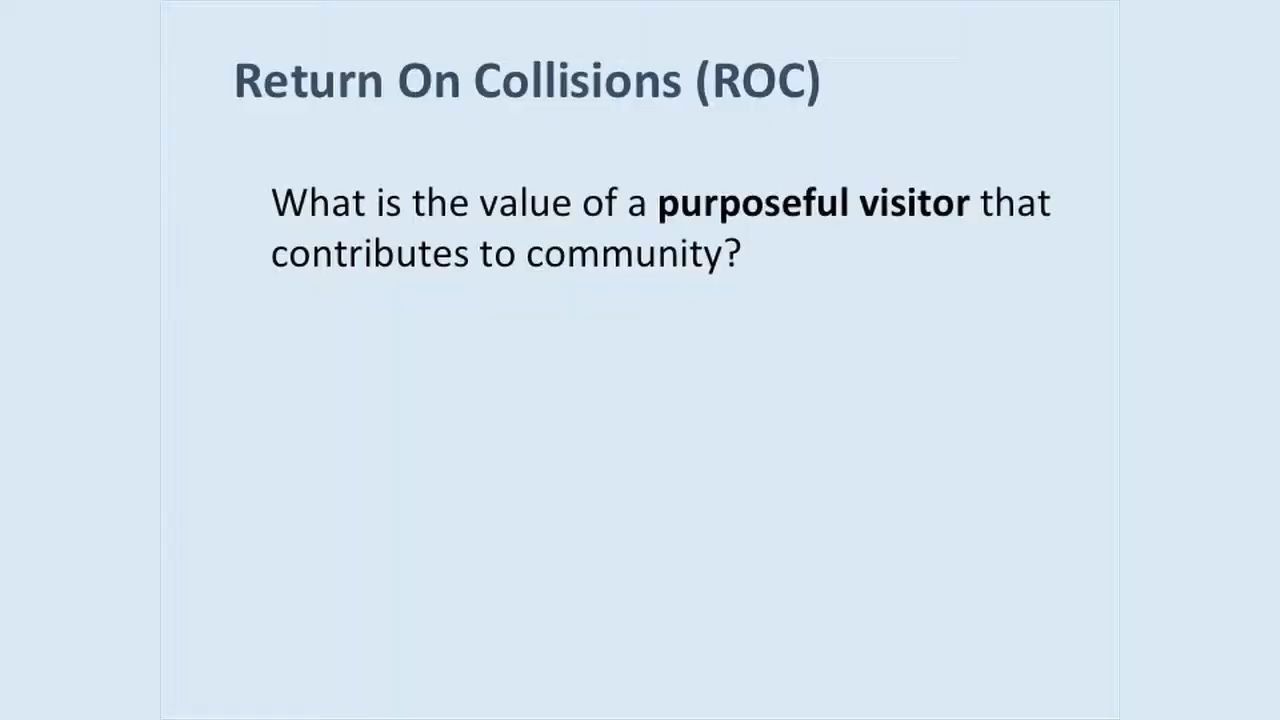 Return On Collisions (ROC)
What is the value of a purposeful visitor that
contributes to community?